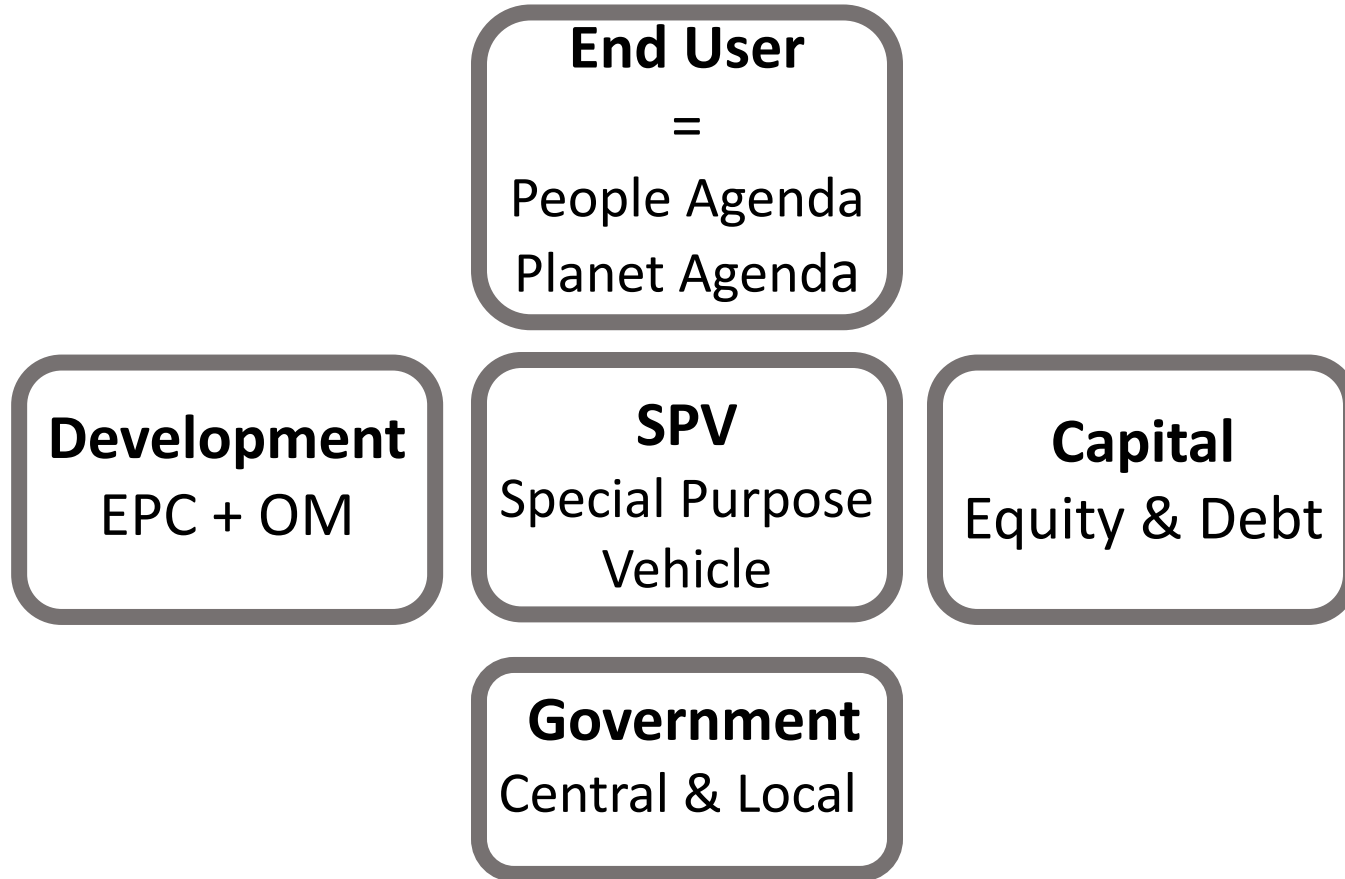 End User
=
People Agenda
Planet Agenda
Development
EPC + OM
SPV
Special Purpose
Vehicle
Capital
Equity & Debt
Government
Central & Local